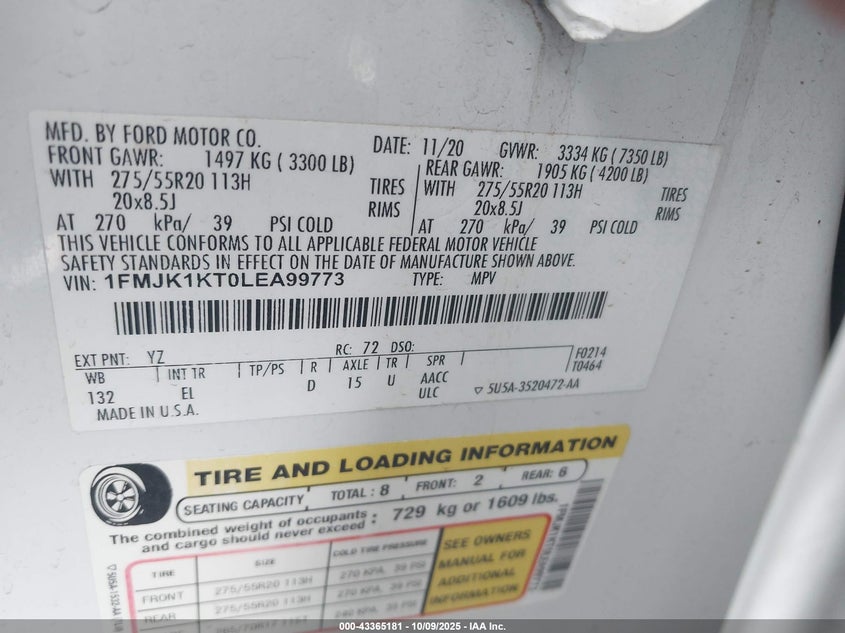 MFD. BY FORD MOTOR CO. DATE: 11/20 GVWR: 3334 KG ( 7350 LB)
FRONT GAWR: 1497 KG ( 3300 LB) REAR GAWR: 1905 KG ( 4200 LB)
WITH 275/55R20 113H TIRES WITH 275/55R20 113H TIRES
20x8.5J RIMS 20x8.5J RIMS
AT 270 kPa/ 39 PSI COLD AT 270 kPa/ 39 PSI COLD
THIS VEHICLE CONFORMS TO ALL APPLICABLE FEDERAL MOTOR VEHICLE
SAFETY STANDARDS IN EFFECT ON THE DATE OF MANUFACTURE SHOWN ABOVE.
VIN: 1FMJK1KT0LEA99773 TYPE: MPV
EXT PNT: YZ RC: 72 DSO: F0214
WB INT TR TP/PS R AXLE TR SPR T0464
132 EL D 15 U AACC
ULC ▽ 5U5A-3520472-AA
MADE IN U.S.A.
TIRE AND LOADING INFORMATION
SEATING CAPACITY TOTAL : 8 FRONT: 2 REAR: 6
The combined weight of occupants and cargo should never exceed : 729 kg or 1609 lbs.
TIRE SIZE COLD TIRE PRESSURE
FRONT 275/55R20 113H 270 KPA, 39 PSI
REAR 275/55R20 113H
SEE OWNERS
MANUAL FOR
ADDITIONAL
INFORMATION
000-43365181 - 10/09/2025 - IAA Inc.